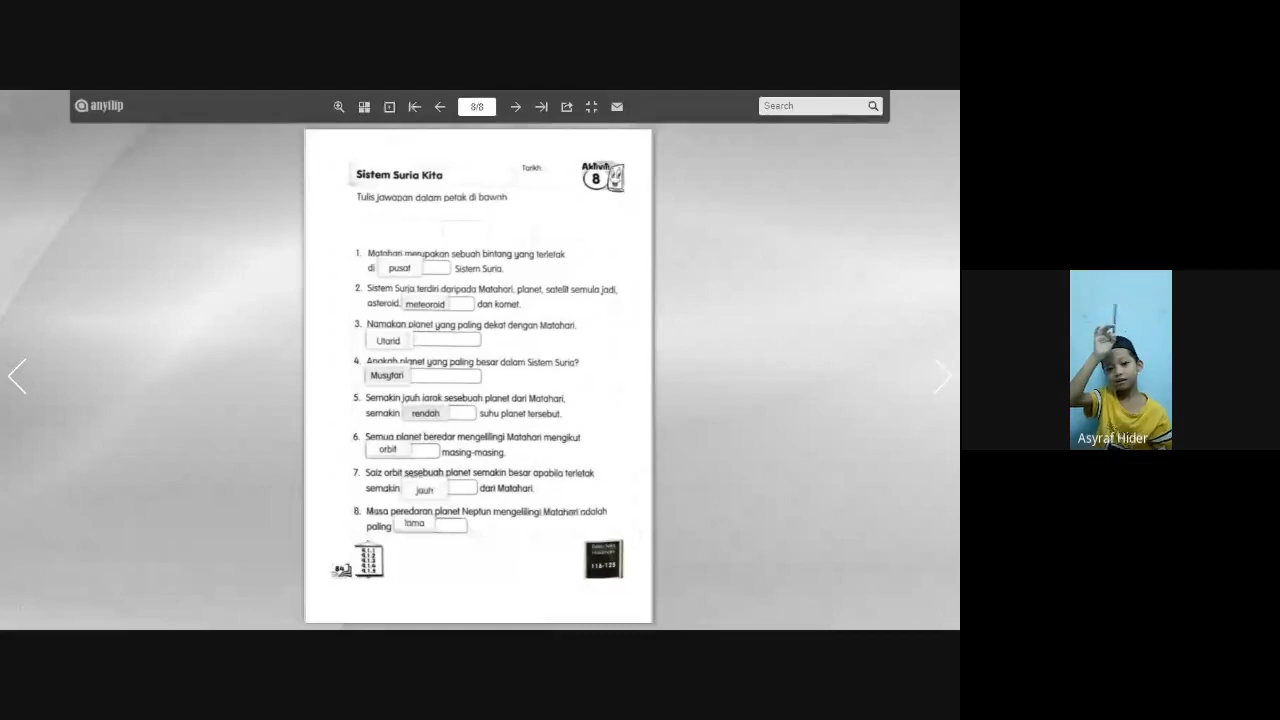 anyflip
8/8
Search
Sistem Suria Kita
Tarikh:
Aktiviti
8
Tulis jawapan dalam petak di bawah
1. Matahari merupakan sebuah bintang yang terletak
di pusat Sistem Suria.
2. Sistem Suria terdiri daripada Matahari, planet, satelit semula jadi,
asteroid, meteoroid dan komet.
3. Namakan planet yang paling dekat dengan Matahari.
Utarid
4. Apakah planet yang paling besar dalam Sistem Suria?
Musytari
5. Semakin jauh jarak sesebuah planet dari Matahari,
semakin rendah suhu planet tersebut.
6. Semua planet beredar mengelilingi Matahari mengikut
orbit masing-masing.
7. Saiz orbit sesebuah planet semakin besar apabila terletak
semakin jauh dari Matahari.
8. Masa peredaran planet Neptun mengelilingi Matahari adalah
paling lama
84
116-125
Asyraf Hider